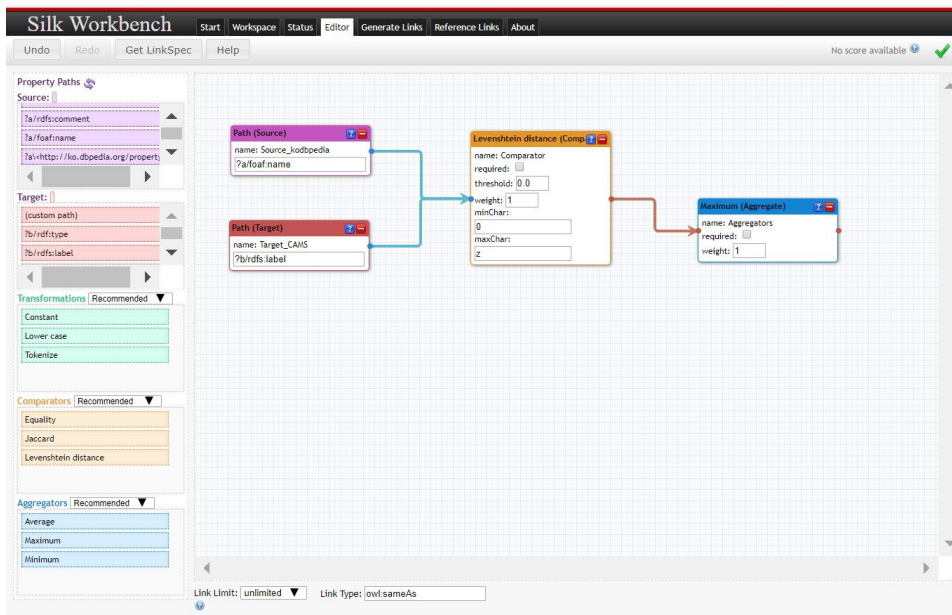 Silk Workbench
Start Workspace Status Editor Generate Links Reference Links About
Undo Redo Get LinkSpec Help
No score available
Property Paths
Source:
?a/rdfs:comment
?a/foaf:name
?a\<http://ko.dbpedia.org/property
Target:
(custom path)
?b/rdf:type
?b/rdfs:label
Transformations Recommended
Constant
Lower case
Tokenize
Comparators Recommended
Equality
Jaccard
Levenshtein distance
Aggregators Recommended
Average
Maximum
Minimum
Path (Source)
name: Source_kodbpedia
?a/foaf:name
Path (Target)
name: Target_CAMS
?b/rdfs:label
Levenshtein distance (Comp
name: Comparator
required:
threshold: 0.0
weight: 1
minChar:
0
maxChar:
z
Maximum (Aggregate)
name: Aggregators
required:
weight: 1
Link Limit: unlimited Link Type: owl:sameAs